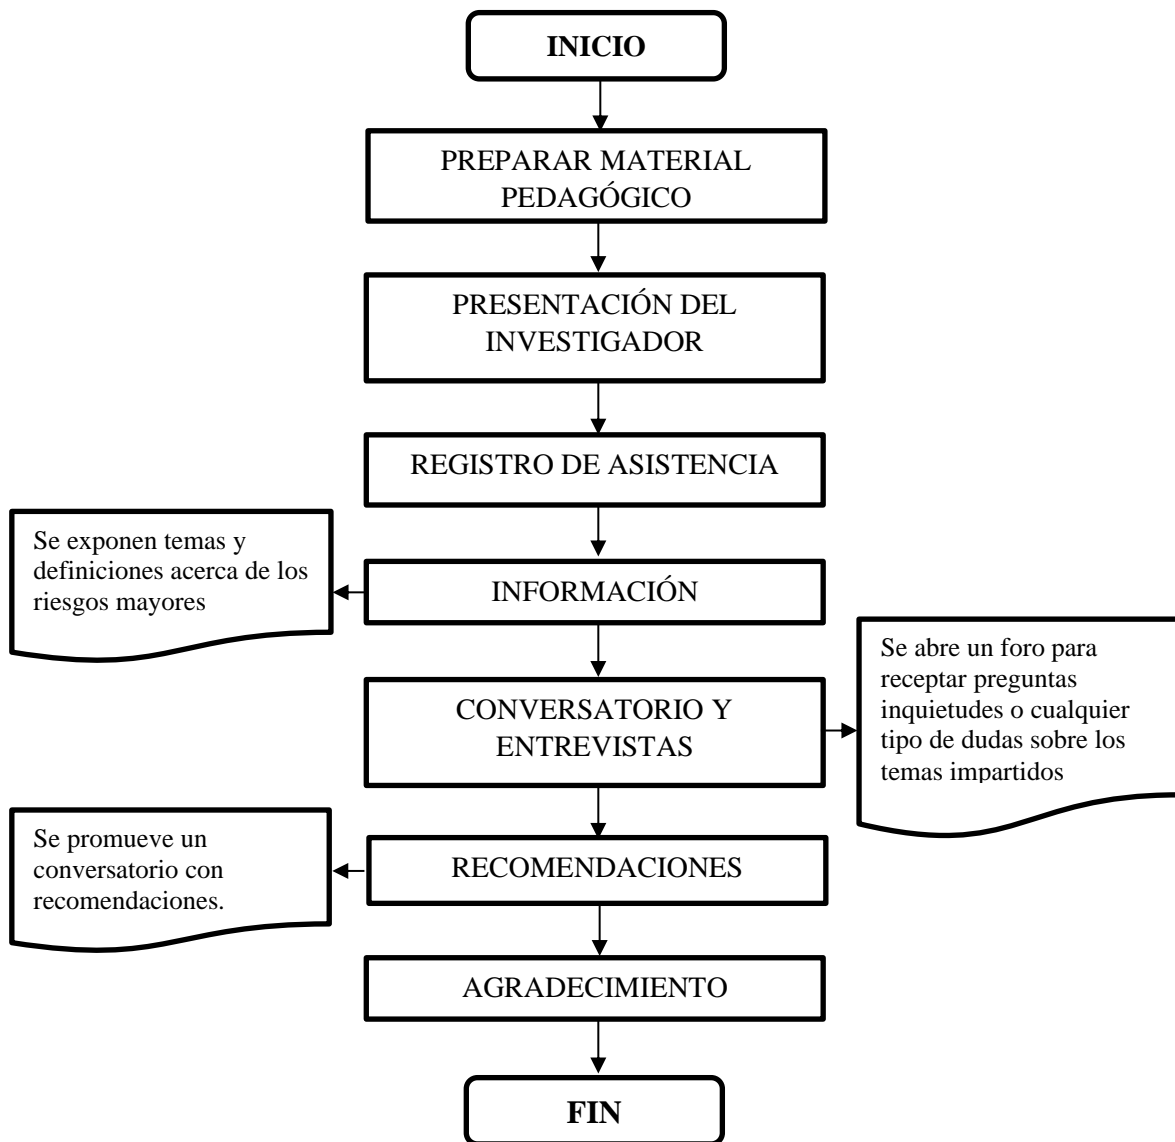 INICIO
PREPARAR MATERIAL
PEDAGÓGICO
PRESENTACIÓN DEL
INVESTIGADOR
REGISTRO DE ASISTENCIA
Se exponen temas y
definiciones acerca de los
riesgos mayores
INFORMACIÓN
CONVERSATORIO Y
ENTREVISTAS
Se abre un foro para
receptar preguntas
inquietudes o cualquier
tipo de dudas sobre los
temas impartidos
Se promueve un
conversatorio con
recomendaciones.
RECOMENDACIONES
AGRADECIMIENTO
FIN